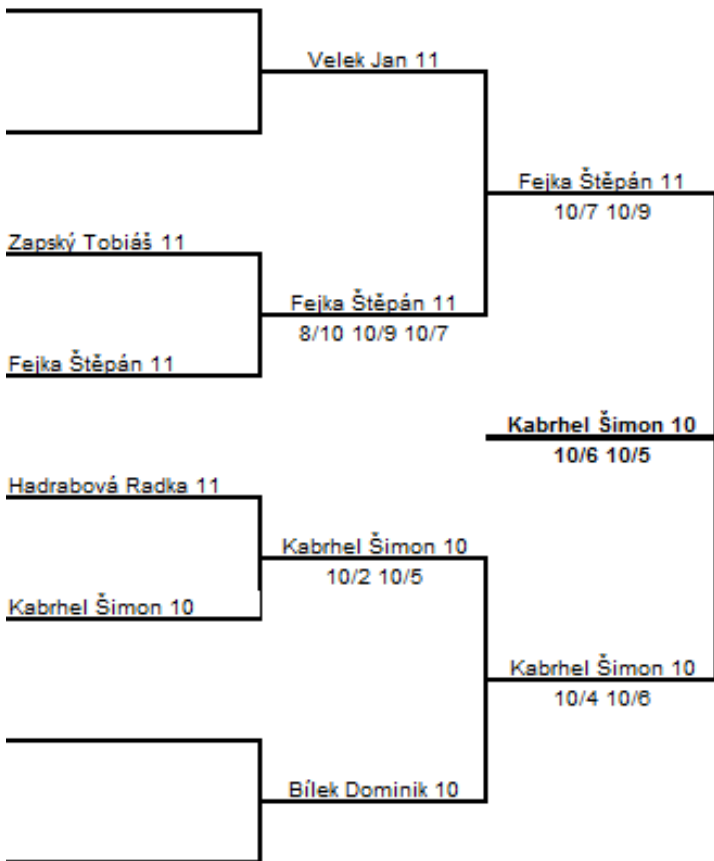 Velek Jan 11
Fejka Štěpán 11
10/7 10/9
Zapský Tobiáš 11
Fejka Štěpán 11
8/10 10/9 10/7
Fejka Štěpán 11
Kabrhel Šimon 10
10/6 10/5
Hadrabová Radka 11
Kabrhel Šimon 10
10/2 10/5
Kabrhel Šimon 10
Kabrhel Šimon 10
10/4 10/6
Bílek Dominik 10